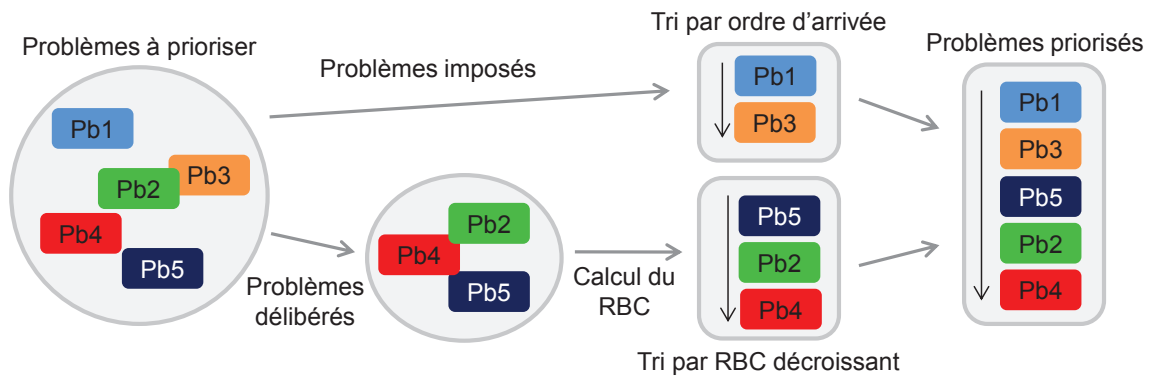 Problèmes à prioriser
Pb1
Pb2
Pb3
Pb4
Pb5
Problèmes imposés
Tri par ordre d'arrivée
Pb1
Pb3
Problèmes
délibérés
Pb2
Pb4
Pb5
Calcul du
RBC
Pb5
Pb2
Pb4
Tri par RBC décroissant
Problèmes priorisés
Pb1
Pb3
Pb5
Pb2
Pb4